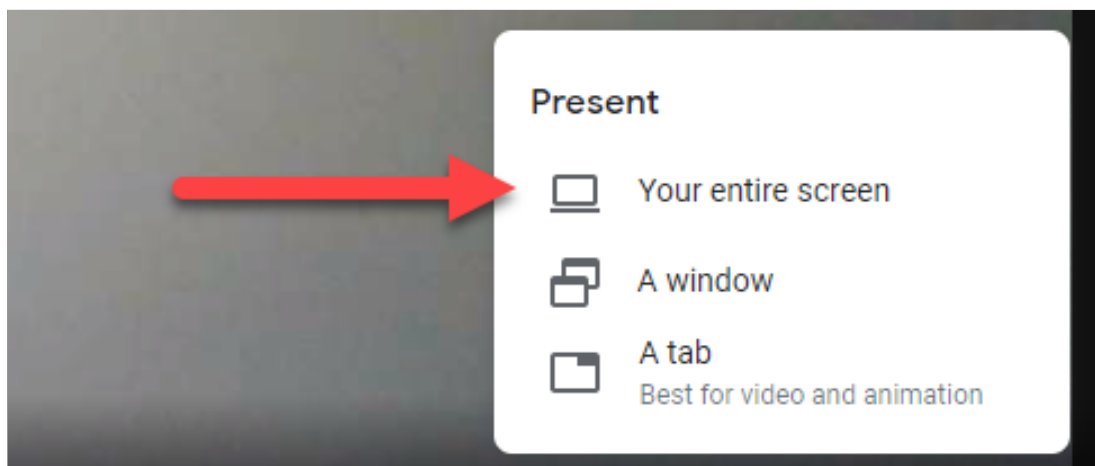 Present
Your entire screen
A window
A tab
Best for video and animation